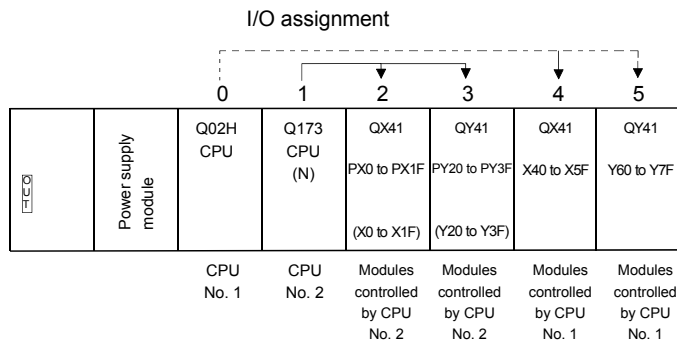 I/O assignment
0 1 2 3 4 5
OUT
Power supply
module
Q02H
CPU
Q173
CPU
(N)
QX41
PX0 to PX1F
(X0 to X1F)
QY41
PY20 to PY3F
(Y20 to Y3F)
QX41
X40 to X5F
QY41
Y60 to Y7F
CPU
No. 1
CPU
No. 2
Modules
controlled
by CPU
No. 2
Modules
controlled
by CPU
No. 2
Modules
controlled
by CPU
No. 1
Modules
controlled
by CPU
No. 1